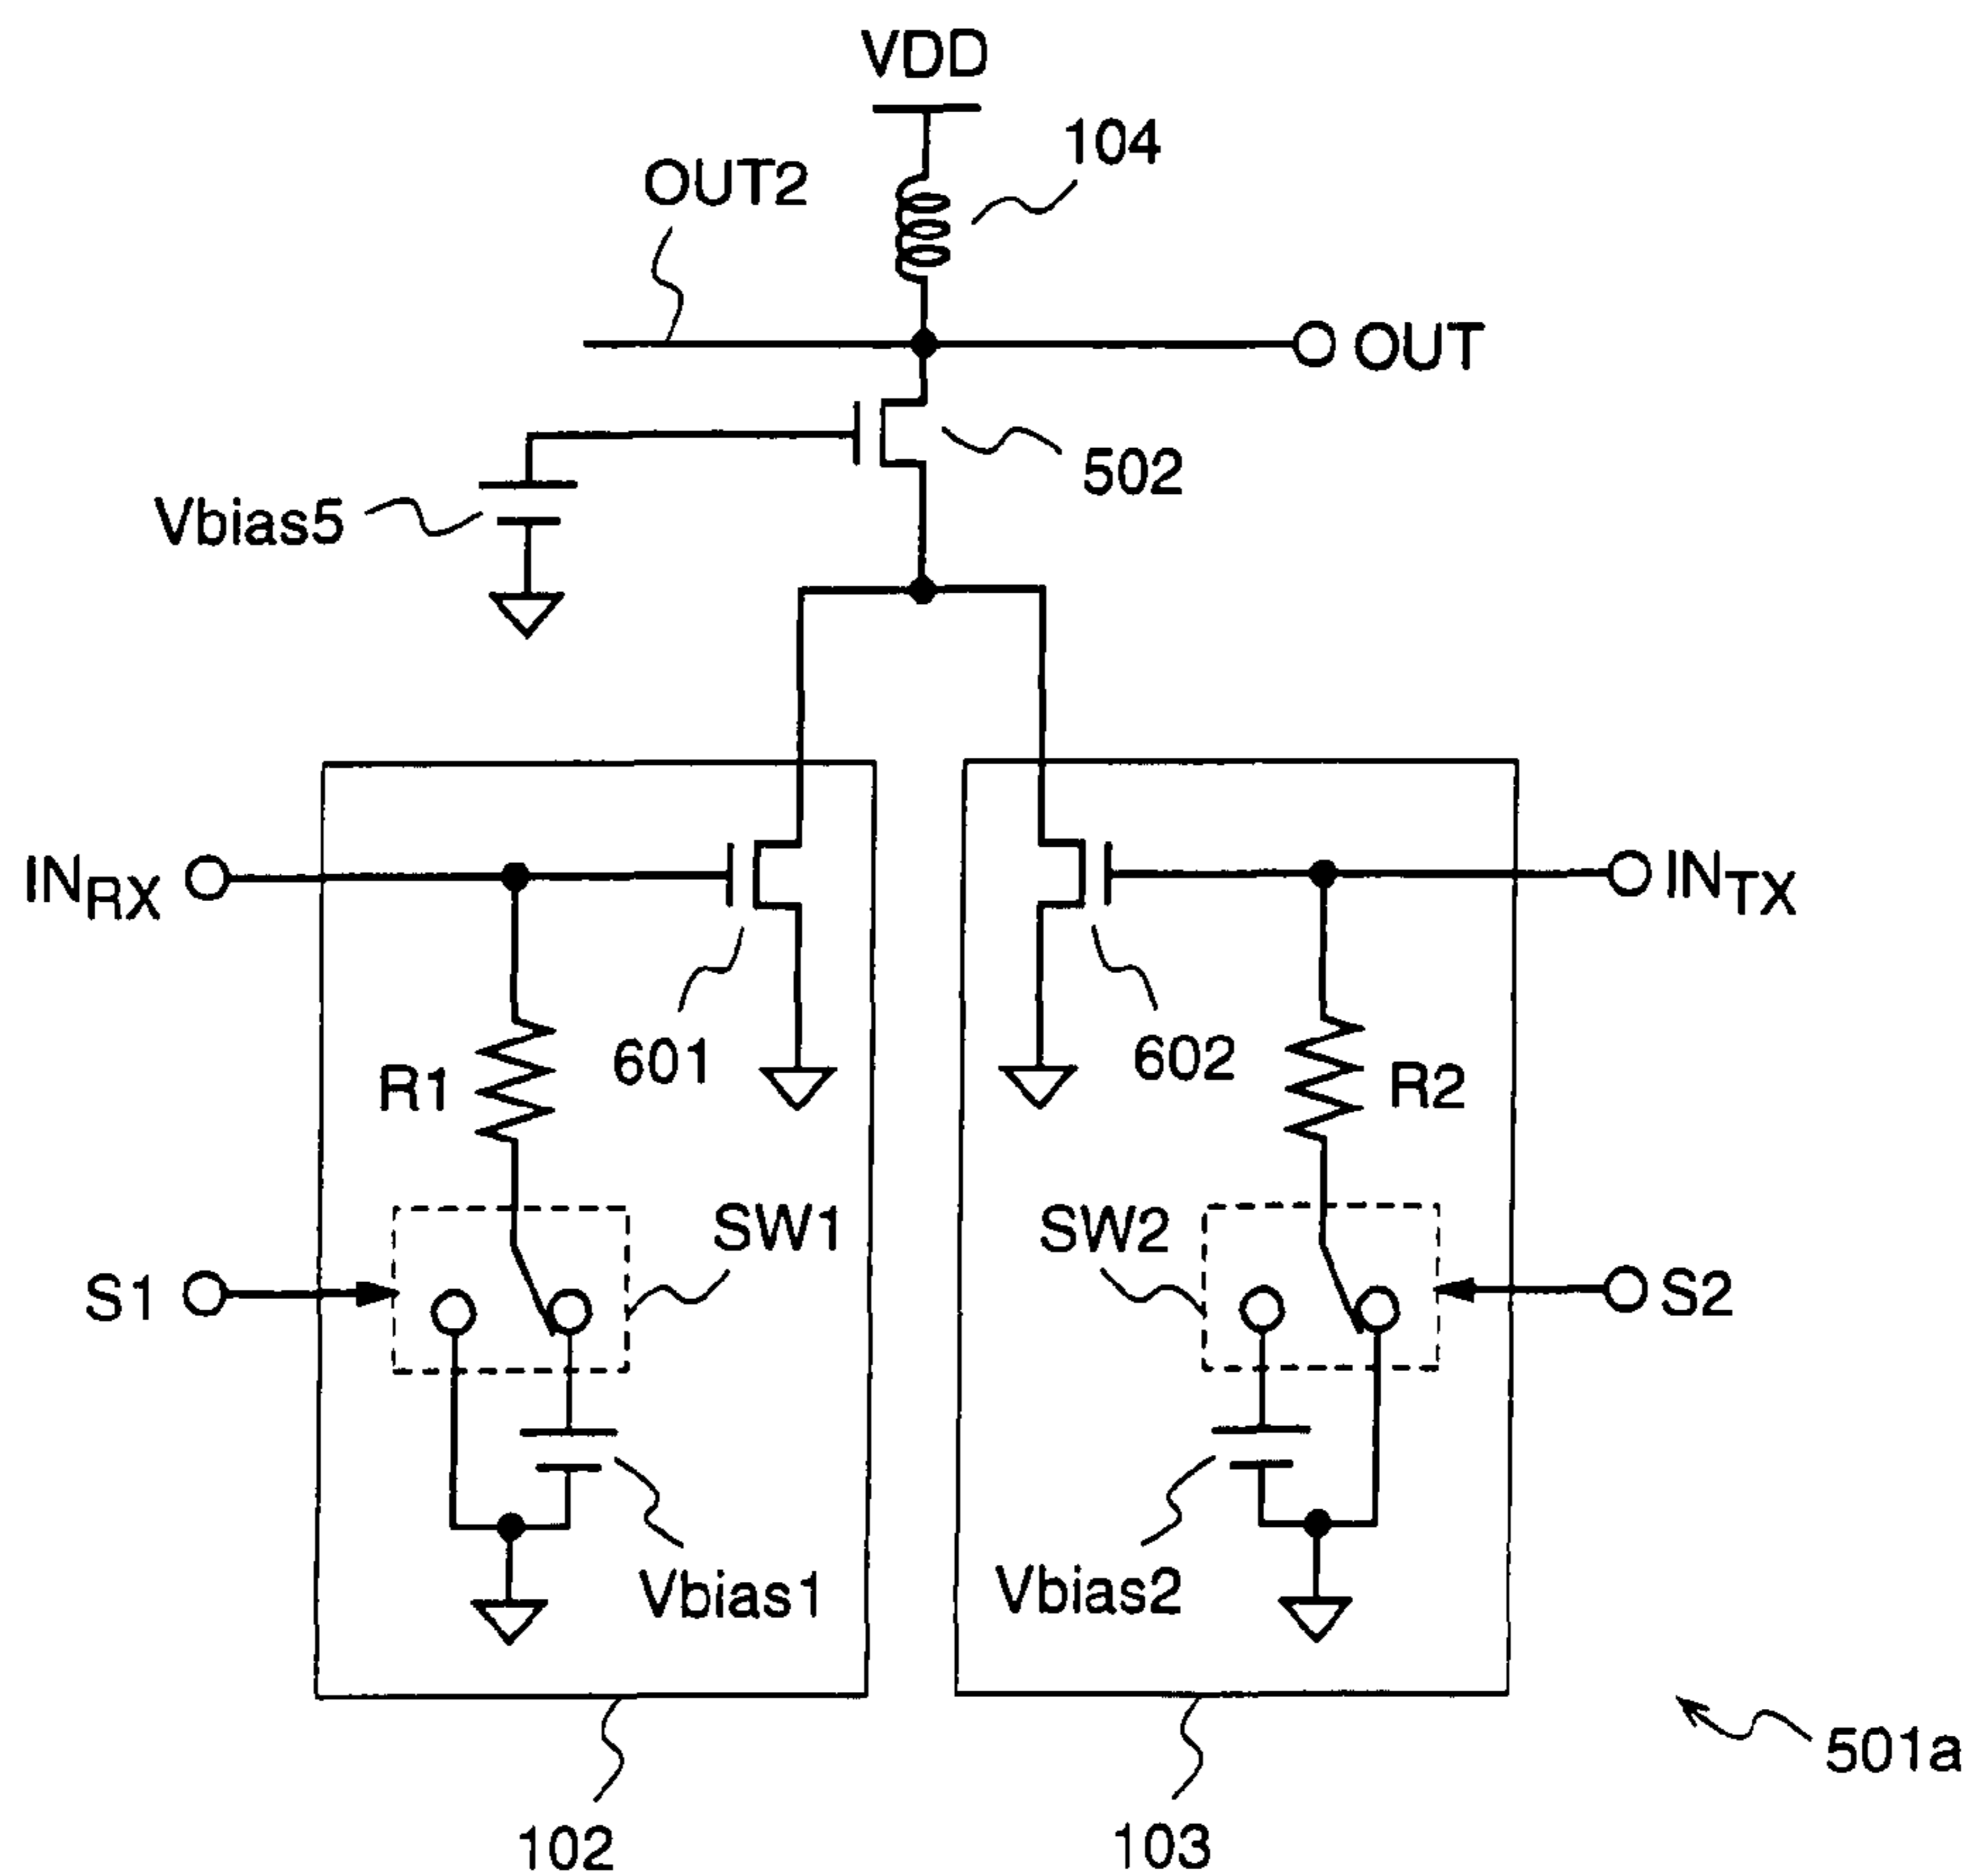 VDD
104
OUT2
OUT
502
Vbias5
INRX
INTX
601
602
R1
R2
SW1
SW2
S1
S2
Vbias1
Vbias2
501a
102
103